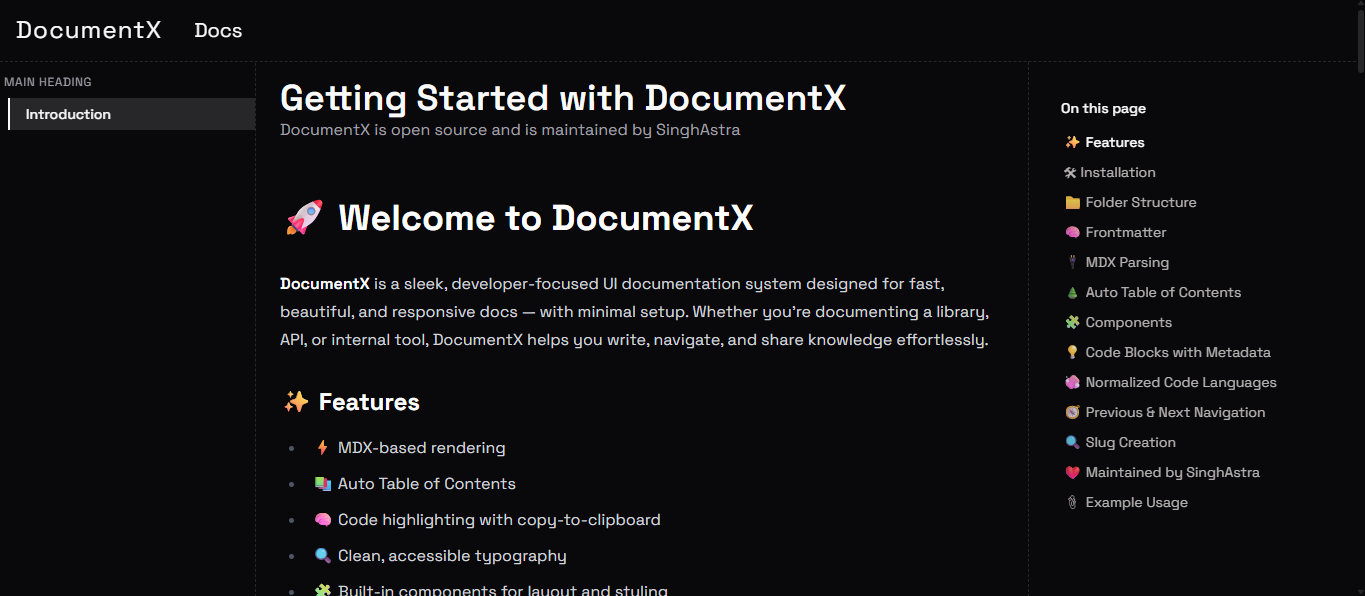 DocumentX Docs
MAIN HEADING
Introduction
Getting Started with DocumentX
DocumentX is open source and is maintained by SinghAstra
🚀 Welcome to DocumentX
DocumentX is a sleek, developer-focused UI documentation system designed for fast,
beautiful, and responsive docs — with minimal setup. Whether you're documenting a library,
API, or internal tool, DocumentX helps you write, navigate, and share knowledge effortlessly.
✨ Features
• ⚡ MDX-based rendering
• 📚 Auto Table of Contents
• 🧠 Code highlighting with copy-to-clipboard
• 🔍 Clean, accessible typography
• 🧩 Built-in components for layout and styling
On this page
✨ Features
🛠 Installation
📁 Folder Structure
🧠 Frontmatter
MDX Parsing
🌲 Auto Table of Contents
🧩 Components
💡 Code Blocks with Metadata
Normalized Code Languages
🧭 Previous & Next Navigation
🔍 Slug Creation
💗 Maintained by SinghAstra
📎 Example Usage